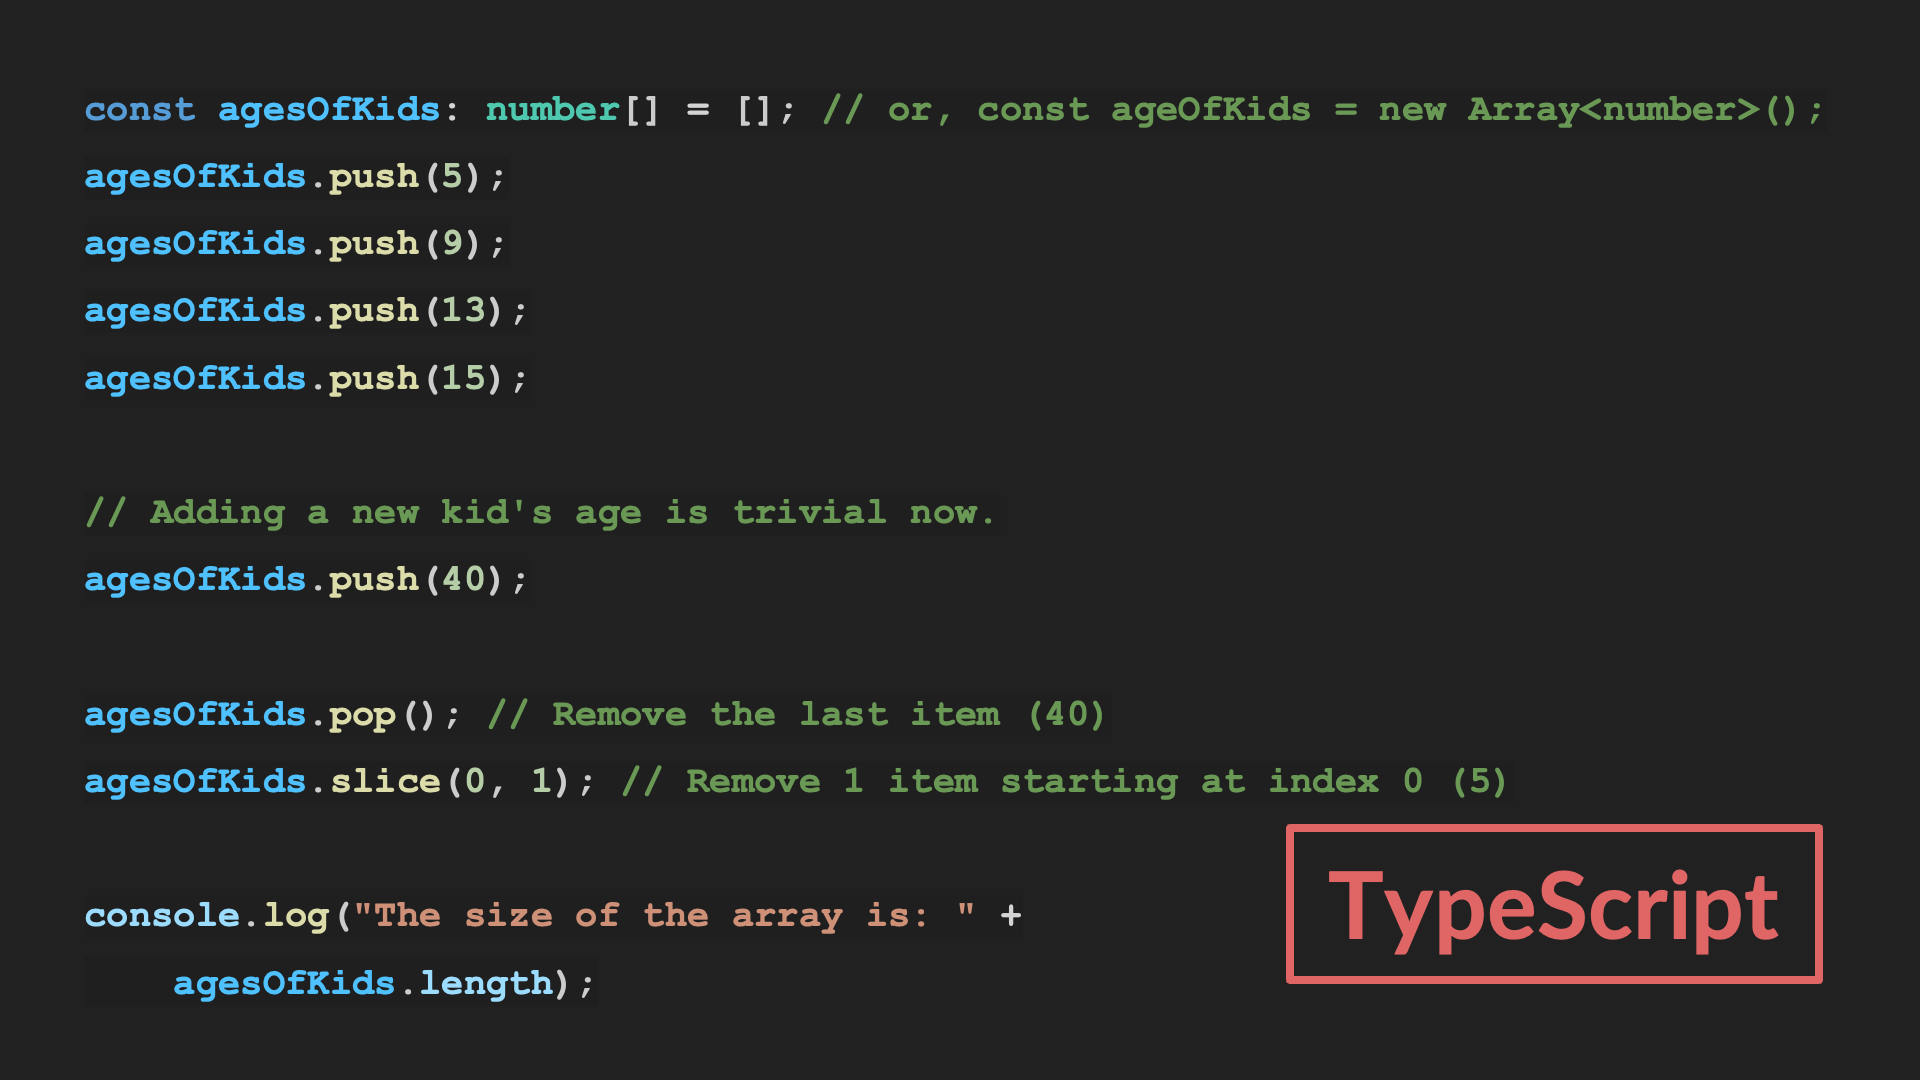 const agesOfKids: number[] = []; // or, const ageOfKids = new Array<number>();
agesOfKids.push(5);
agesOfKids.push(9);
agesOfKids.push(13);
agesOfKids.push(15);
// Adding a new kid's age is trivial now.
agesOfKids.push(40);
agesOfKids.pop(); // Remove the last item (40)
agesOfKids.slice(0, 1); // Remove 1 item starting at index 0 (5)
console.log("The size of the array is: " +
    agesOfKids.length);
TypeScript